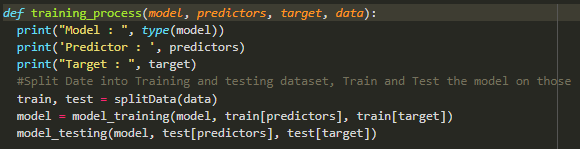 def training_process(model, predictors, target, data):
print("Model : ", type(model))
print('Predictor : ', predictors)
print("Target : ", target)
#Split Date into Training and testing dataset, Train and Test the model on those
train, test = splitData(data)
model = model_training(model, train[predictors], train[target])
model_testing(model, test[predictors], test[target])